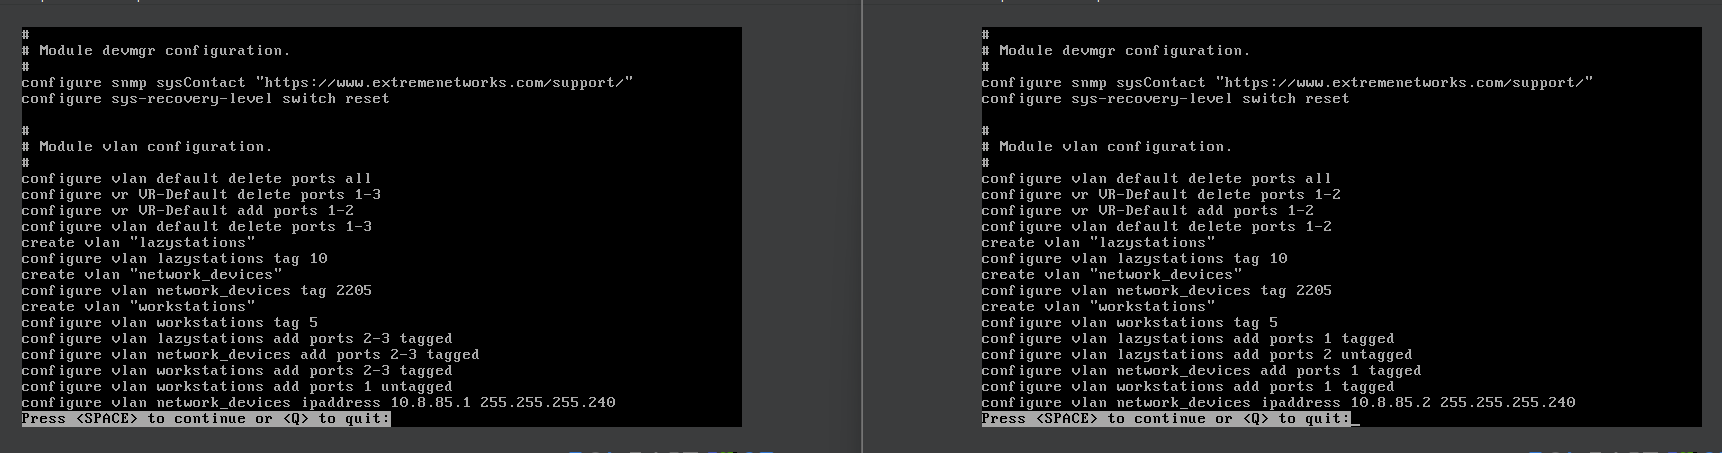 #
# Module devmgr configuration.
#
configure snmp sysContact "https://www.extremenetworks.com/support/"
configure sys-recovery-level switch reset
#
# Module vlan configuration.
#
configure vlan default delete ports all
configure vr VR-Default delete ports 1-3
configure vr VR-Default add ports 1-2
configure vlan default delete ports 1-3
create vlan "lazystations"
configure vlan lazystations tag 10
create vlan "network_devices"
configure vlan network_devices tag 2205
create vlan "workstations"
configure vlan workstations tag 5
configure vlan lazystations add ports 2-3 tagged
configure vlan network_devices add ports 2-3 tagged
configure vlan workstations add ports 2-3 tagged
configure vlan workstations add ports 1 untagged
configure vlan network_devices ipaddress 10.8.85.1 255.255.255.240
Press <SPACE> to continue or <Q> to quit:
#
# Module devmgr configuration.
#
configure snmp sysContact "https://www.extremenetworks.com/support/"
configure sys-recovery-level switch reset
#
# Module vlan configuration.
#
configure vlan default delete ports all
configure vr VR-Default delete ports 1-2
configure vr VR-Default add ports 1-2
configure vlan default delete ports 1-2
create vlan "lazystations"
configure vlan lazystations tag 10
create vlan "network_devices"
configure vlan network_devices tag 2205
create vlan "workstations"
configure vlan workstations tag 5
configure vlan lazystations add ports 1 tagged
configure vlan lazystations add ports 2 untagged
configure vlan network_devices add ports 1 tagged
configure vlan workstations add ports 1 tagged
configure vlan network_devices ipaddress 10.8.85.2 255.255.255.240
Press <SPACE> to continue or <Q> to quit:_